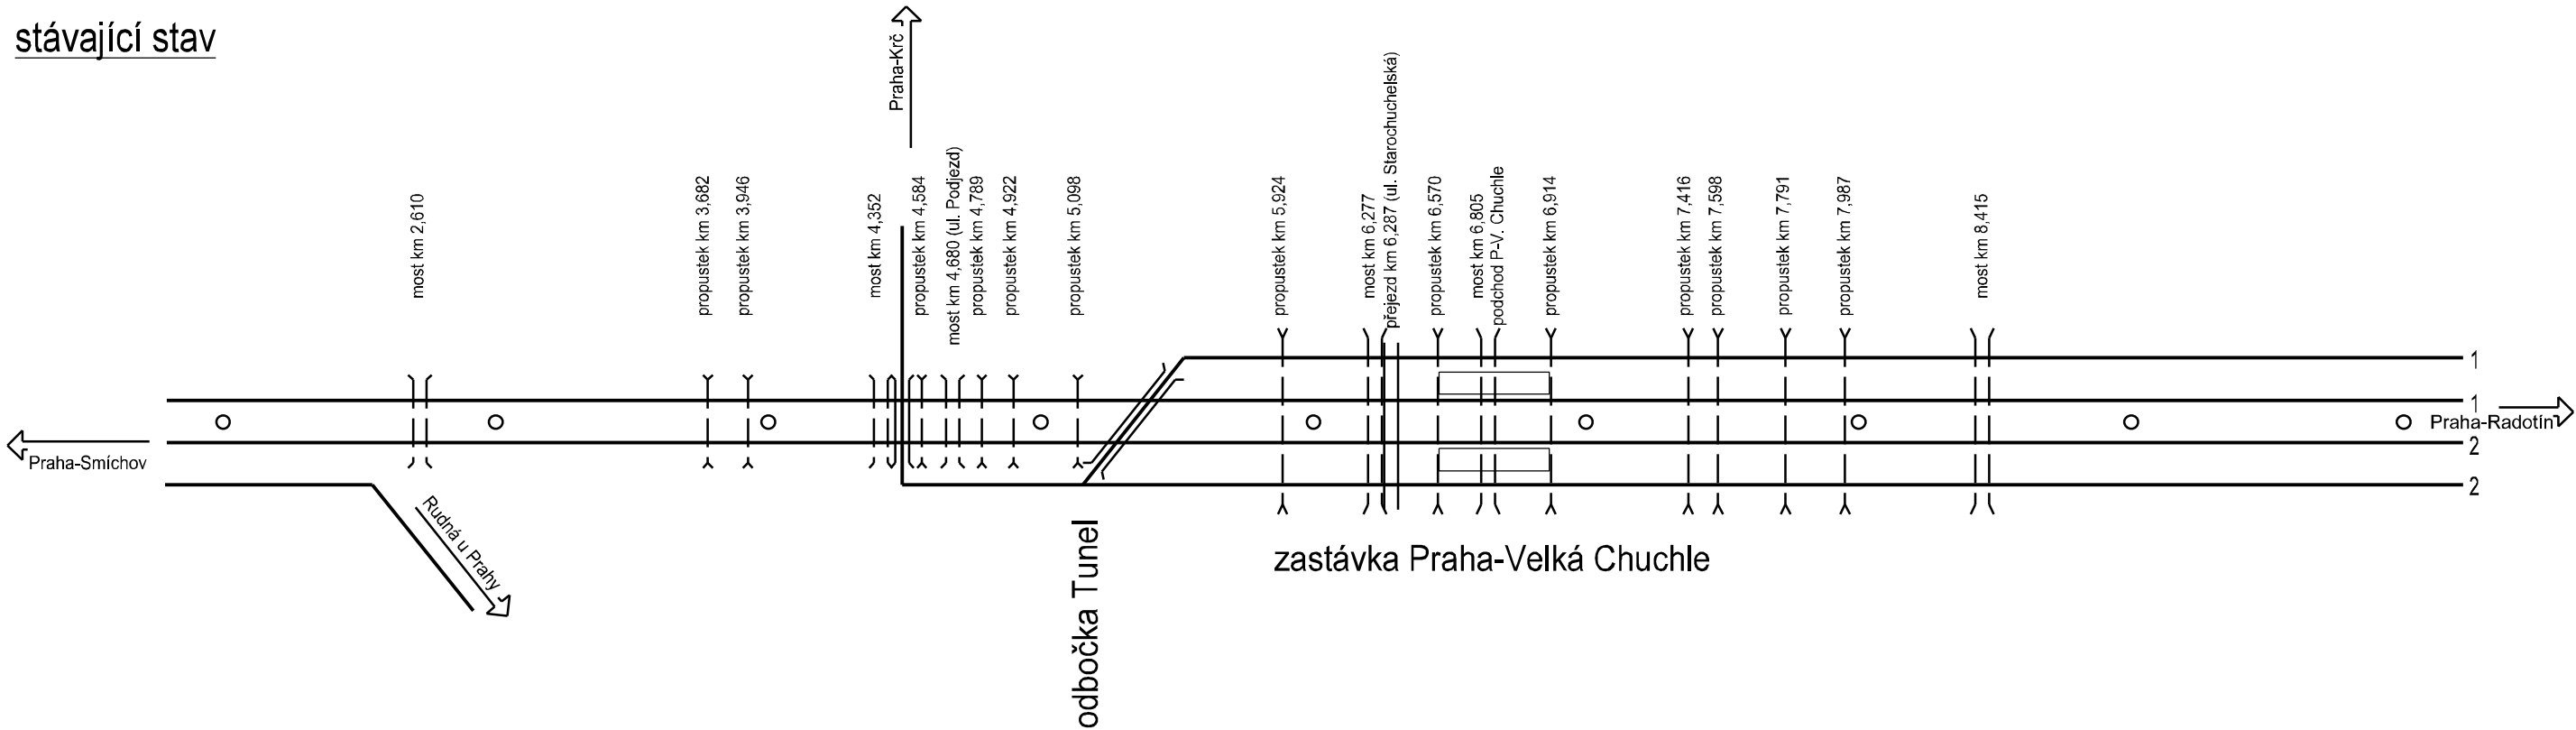 stávající stav
Praha-Krč
most km 2,610
propustek km 3,682
propustek km 3,946
most km 4,352
propustek km 4,584
most km 4,680 (ul. Podjezd)
propustek km 4,789
propustek km 4,922
propustek km 5,098
propustek km 5,924
most km 6,277
přejezd km 6,287 (ul. Starochuchelská)
propustek km 6,570
most km 6,805
podchod P-V. Chuchle
propustek km 6,914
propustek km 7,416
propustek km 7,598
propustek km 7,791
propustek km 7,987
most km 8,415
1
1
Praha-Radotín
2
2
Praha-Smíchov
Rudná u Prahy
odbočka Tunel
zastávka Praha-Velká Chuchle